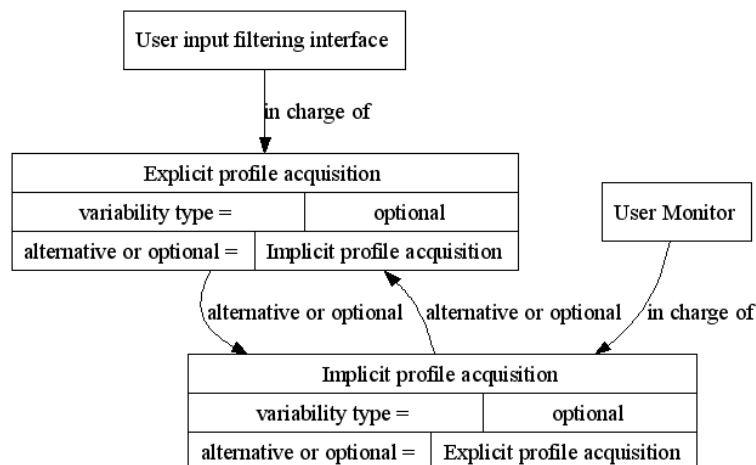 User input filtering interface
in charge of
Explicit profile acquisition
variability type = optional
alternative or optional = Implicit profile acquisition
User Monitor
alternative or optional alternative or optional in charge of
Implicit profile acquisition
variability type = optional
alternative or optional = Explicit profile acquisition